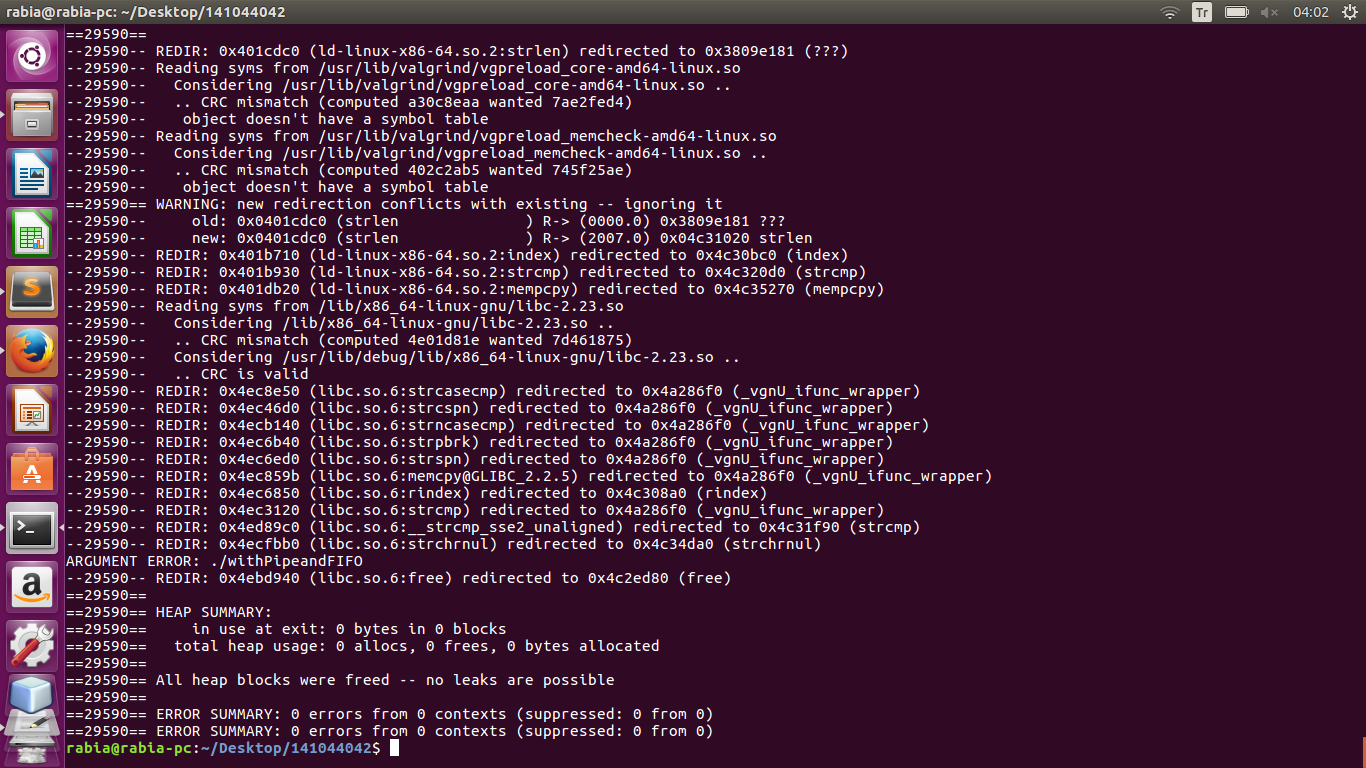 rabia@rabia-pc: ~/Desktop/141044042
Tr
04:02
==29590==
--29590-- REDIR: 0x401cdc0 (ld-linux-x86-64.so.2:strlen) redirected to 0x3809e181 (???)
--29590-- Reading syms from /usr/lib/valgrind/vgpreload_core-amd64-linux.so
--29590--   Considering /usr/lib/valgrind/vgpreload_core-amd64-linux.so ..
--29590--   .. CRC mismatch (computed a30c8eaa wanted 7ae2fed4)
--29590--    object doesn't have a symbol table
--29590-- Reading syms from /usr/lib/valgrind/vgpreload_memcheck-amd64-linux.so
--29590--   Considering /usr/lib/valgrind/vgpreload_memcheck-amd64-linux.so ..
--29590--   .. CRC mismatch (computed 402c2ab5 wanted 745f25ae)
--29590--    object doesn't have a symbol table
==29590== WARNING: new redirection conflicts with existing -- ignoring it
--29590--     old: 0x0401cdc0 (strlen              ) R-> (0000.0) 0x3809e181 ???
--29590--     new: 0x0401cdc0 (strlen              ) R-> (2007.0) 0x04c31020 strlen
--29590-- REDIR: 0x401b710 (ld-linux-x86-64.so.2:index) redirected to 0x4c30bc0 (index)
--29590-- REDIR: 0x401b930 (ld-linux-x86-64.so.2:strcmp) redirected to 0x4c320d0 (strcmp)
--29590-- REDIR: 0x401db20 (ld-linux-x86-64.so.2:mempcpy) redirected to 0x4c35270 (mempcpy)
--29590-- Reading syms from /lib/x86_64-linux-gnu/libc-2.23.so
--29590--   Considering /lib/x86_64-linux-gnu/libc-2.23.so ..
--29590--   .. CRC mismatch (computed 4e01d81e wanted 7d461875)
--29590--   Considering /usr/lib/debug/lib/x86_64-linux-gnu/libc-2.23.so ..
--29590--   .. CRC is valid
--29590-- REDIR: 0x4ec8e50 (libc.so.6:strcasecmp) redirected to 0x4a286f0 (_vgnU_ifunc_wrapper)
--29590-- REDIR: 0x4ec46d0 (libc.so.6:strcspn) redirected to 0x4a286f0 (_vgnU_ifunc_wrapper)
--29590-- REDIR: 0x4ecb140 (libc.so.6:strncasecmp) redirected to 0x4a286f0 (_vgnU_ifunc_wrapper)
--29590-- REDIR: 0x4ec6b40 (libc.so.6:strpbrk) redirected to 0x4a286f0 (_vgnU_ifunc_wrapper)
--29590-- REDIR: 0x4ec6ed0 (libc.so.6:strspn) redirected to 0x4a286f0 (_vgnU_ifunc_wrapper)
--29590-- REDIR: 0x4ec859b (libc.so.6:memcpy@GLIBC_2.2.5) redirected to 0x4a286f0 (_vgnU_ifunc_wrapper)
--29590-- REDIR: 0x4ec6850 (libc.so.6:rindex) redirected to 0x4c308a0 (rindex)
--29590-- REDIR: 0x4ec3120 (libc.so.6:strcmp) redirected to 0x4a286f0 (_vgnU_ifunc_wrapper)
--29590-- REDIR: 0x4ed89c0 (libc.so.6:__strcmp_sse2_unaligned) redirected to 0x4c31f90 (strcmp)
--29590-- REDIR: 0x4ecfbb0 (libc.so.6:strchrnul) redirected to 0x4c34da0 (strchrnul)
ARGUMENT ERROR: ./withPipeandFIFO
--29590-- REDIR: 0x4ebd940 (libc.so.6:free) redirected to 0x4c2ed80 (free)
==29590==
==29590== HEAP SUMMARY:
==29590==     in use at exit: 0 bytes in 0 blocks
==29590==   total heap usage: 0 allocs, 0 frees, 0 bytes allocated
==29590==
==29590== All heap blocks were freed -- no leaks are possible
==29590==
==29590== ERROR SUMMARY: 0 errors from 0 contexts (suppressed: 0 from 0)
==29590== ERROR SUMMARY: 0 errors from 0 contexts (suppressed: 0 from 0)
rabia@rabia-pc:~/Desktop/141044042$